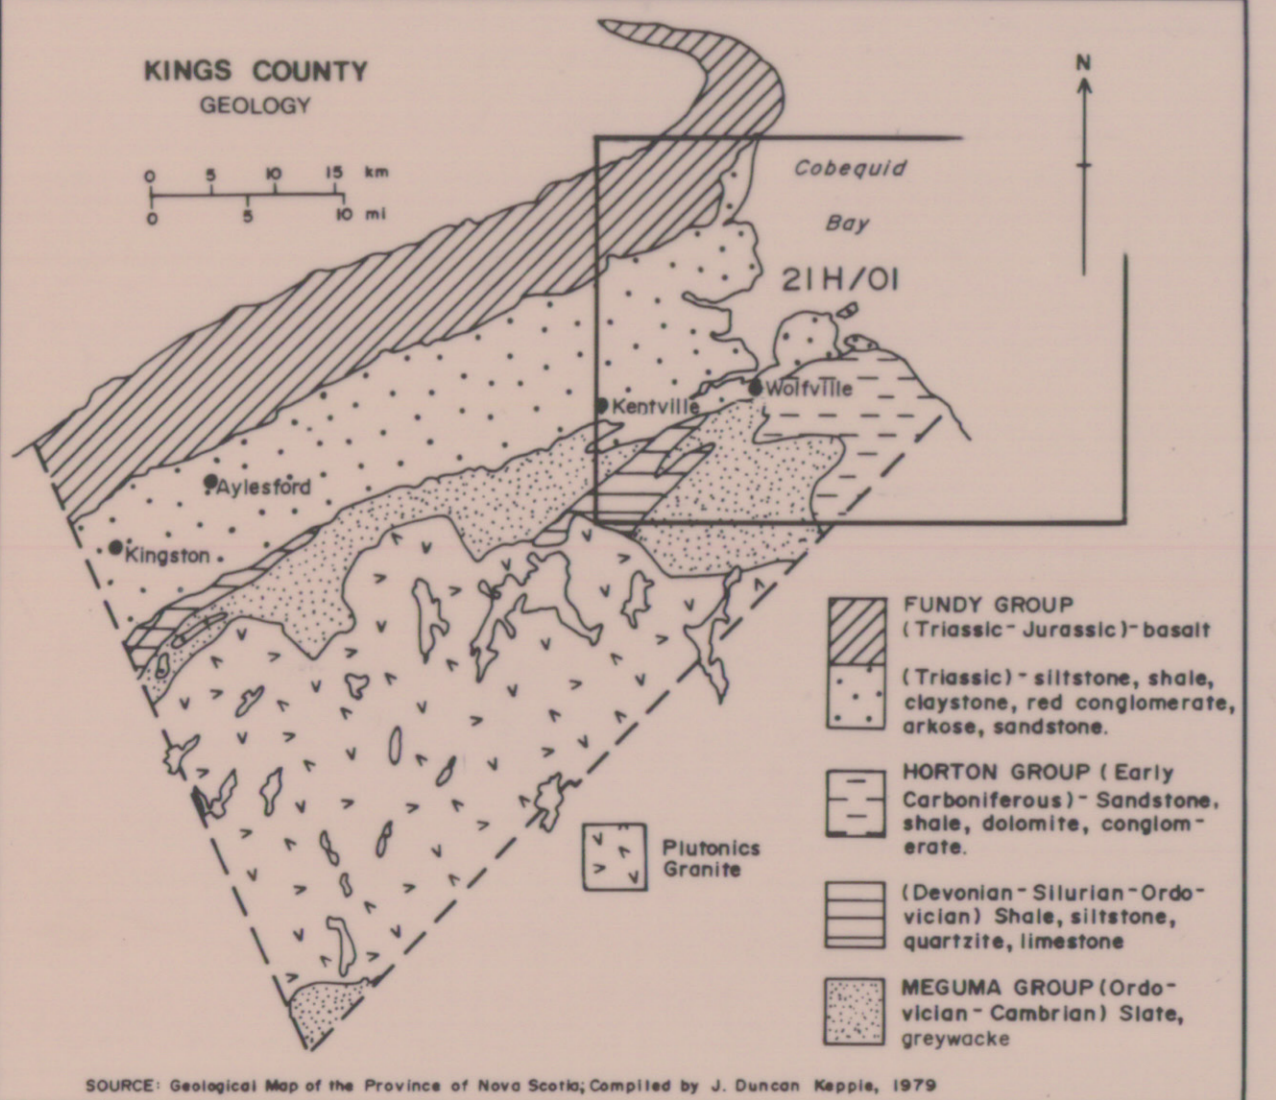 KINGS COUNTY
GEOLOGY
N
0 5 10 15 km
0 5 10 mi
Cobequid
Bay
21H/01
Wolfville
Kentville
Aylesford
Kingston
FUNDY GROUP
(Triassic-Jurassic)-basalt
(Triassic)- siltstone, shale,
claystone, red conglomerate,
arkose, sandstone.
HORTON GROUP (Early
Carboniferous)- Sandstone,
shale, dolomite, conglom-
erate.
Plutonics
Granite
(Devonian-Silurian-Ordo-
vician) Shale, siltstone,
quartzite, limestone
MEGUMA GROUP (Ordo-
vician-Cambrian) Slate,
greywacke
SOURCE: Geological Map of the Province of Nova Scotia; Compiled by J. Duncan Keppie, 1979